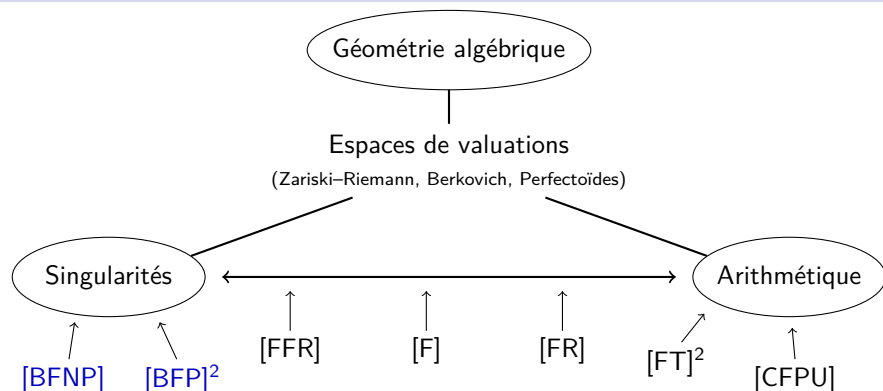 Géométrie algébrique
Espaces de valuations
(Zariski–Riemann, Berkovich, Perfectoïdes)
Singularités
Arithmétique
[FFR] [F] [FR] [FT]²
[BFNP] [BFP]² [CFPU]